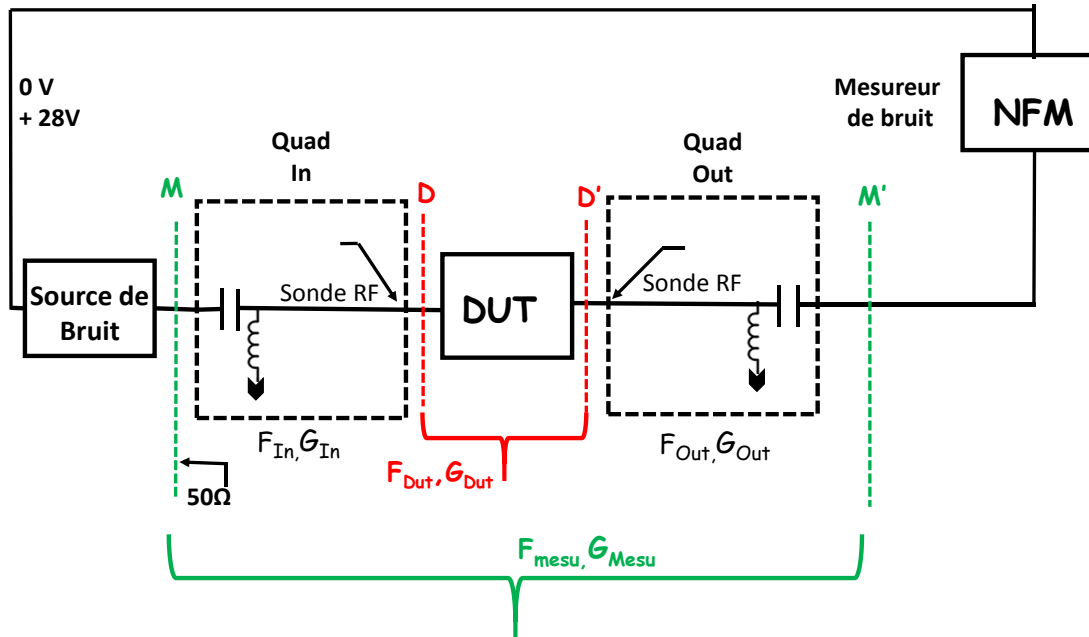 0 V
+ 28V
Mesureur
de bruit
NFM
Quad
In
Quad
Out
M
D
D'
M'
Source de
Bruit
Sonde RF
DUT
Sonde RF
F_In, G_In
F_Out, G_Out
F_Dut, G_Dut
50Ω
F_mesu, G_Mesu